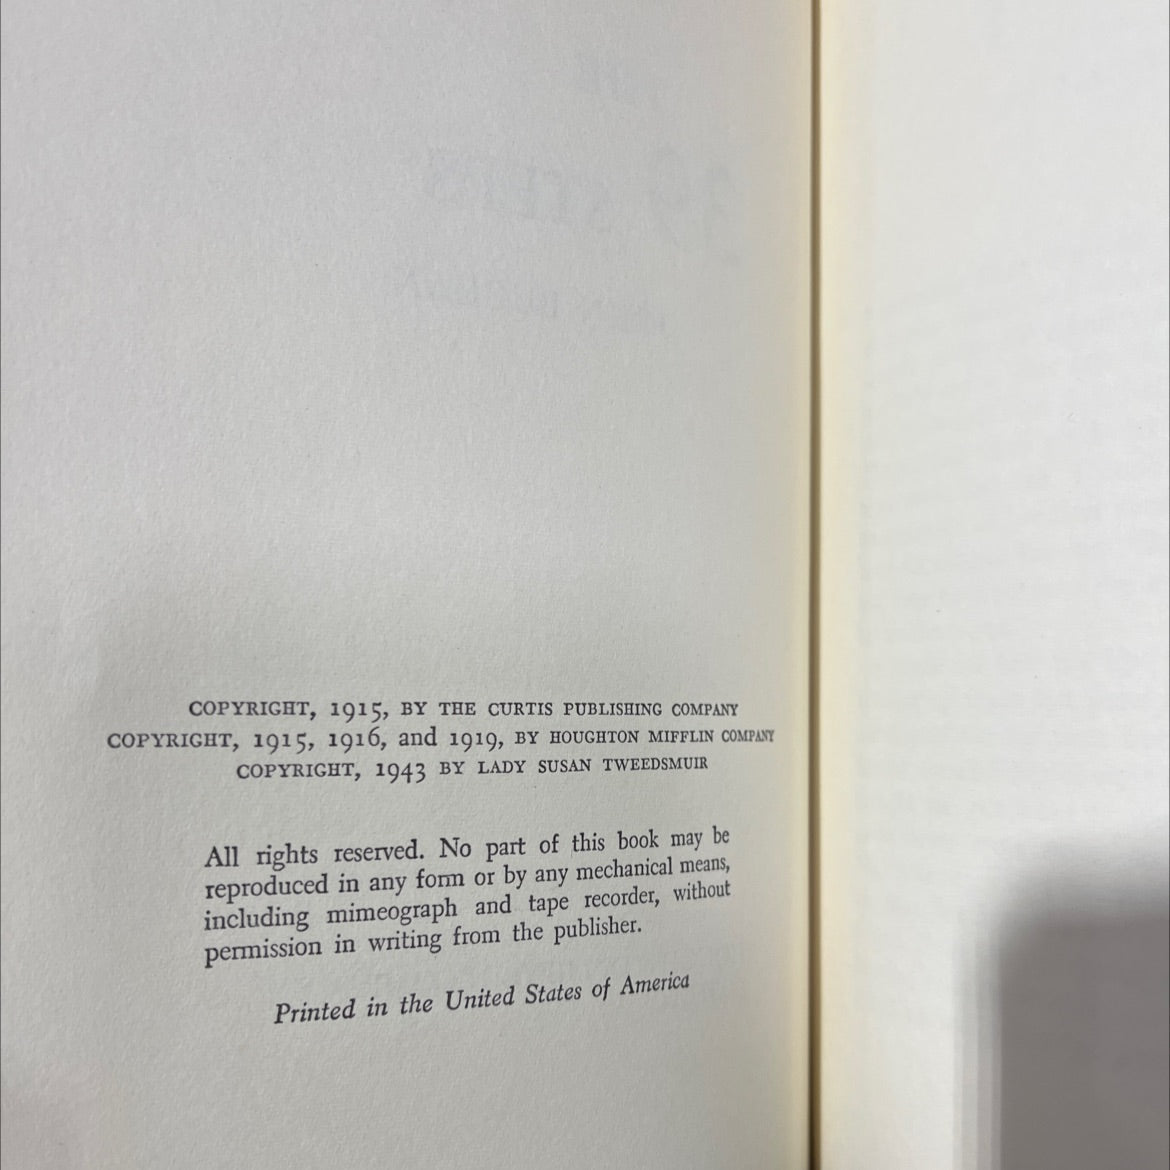 COPYRIGHT, 1915, BY THE CURTIS PUBLISHING COMPANY
COPYRIGHT, 1915, 1916, and 1919, BY HOUGHTON MIFFLIN COMPANY
COPYRIGHT, 1943 BY LADY SUSAN TWEEDSMUIR
All rights reserved. No part of this book may be
reproduced in any form or by any mechanical means,
including mimeograph and tape recorder, without
permission in writing from the publisher.
Printed in the United States of America